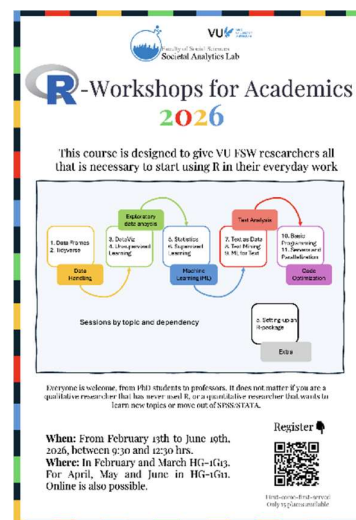 VU
Faculty of Social Sciences
Societal Analytics Lab
R-Workshops for Academics
2026
This course is designed to give VU FSW researchers all
that is necessary to start using R in their everyday work
Exploratory
data analysis
Text Analysis
1. Data Frames
2. Tidyverse
3. DataViz
4. Unsupervised
Learning
5. Statistics
6. Supervised
Learning
7. Text as Data
8. Text Mining
9. ML for Text
10. Basic
Programming
11. Servers and
Parallelization
Data
Handling
Machine
Learning (ML)
Code
Optimization
Sessions by topic and dependency
Setting up an
R-package
Extra
Everyone is welcome, from PhD students to professors. It does not matter if you are a
qualitative researcher that has never used R, or a quantitative researcher that wants to
learn new topics or move out of SPSS/STATA.
Register
When: From February 13th to June 10th,
2026, between 9:30 and 12:30 hrs.
Where: In February and March HG-1G13.
For April, May and June in HG-1G11.
Online is also possible.
First-come-first-served
Only 15 places available